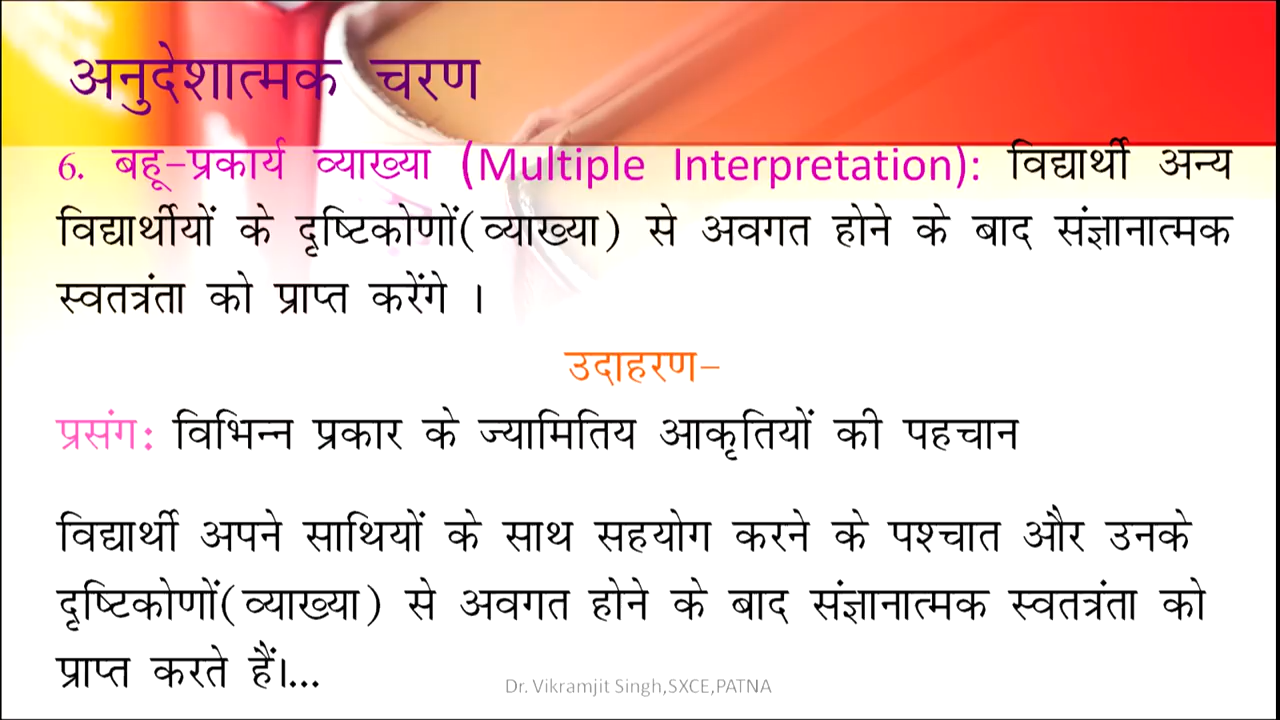 अनुदेशात्मक चरण
6. बहू-प्रकार्य व्याख्या (Multiple Interpretation): विद्यार्थी अन्य
विद्यार्थीयों के दृष्टिकोणों(व्याख्या) से अवगत होने के बाद संज्ञानात्मक
स्वतत्रंता को प्राप्त करेंगे ।
उदाहरण-
प्रसंग: विभिन्न प्रकार के ज्यामितिय आकृतियों की पहचान
विद्यार्थी अपने साथियों के साथ सहयोग करने के पश्चात और उनके
दृष्टिकोणों(व्याख्या) से अवगत होने के बाद संज्ञानात्मक स्वतत्रंता को
प्राप्त करते हैं।...
Dr. Vikramjit Singh,SXCE,PATNA